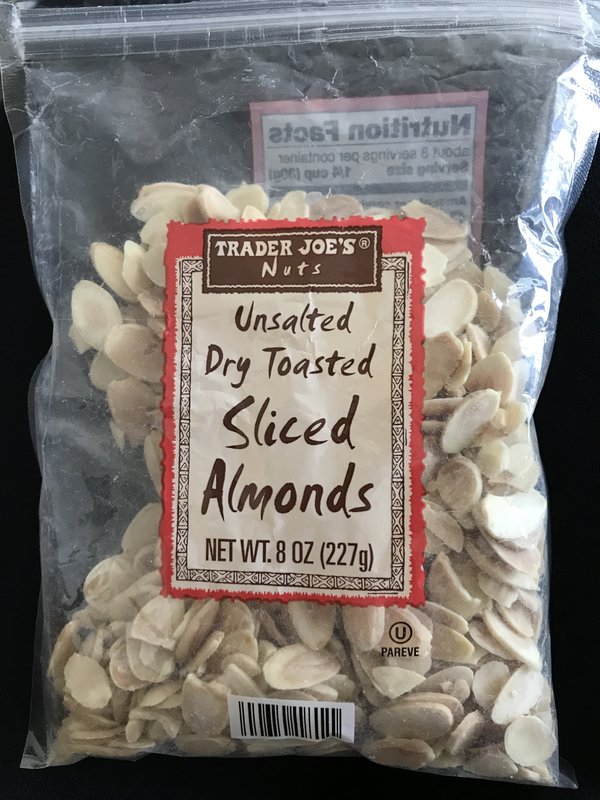 Nutrition Facts
about 8 servings per container
Serving size 1/4 cup (30g)
TRADER JOE'S®
Nuts
Unsalted
Dry Toasted
Sliced
Almonds
NET WT. 8 OZ (227g)
U
PAREVE